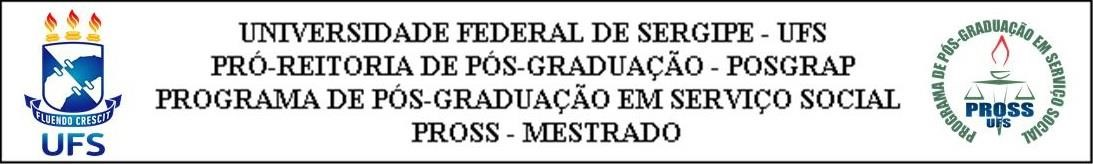 UNIVERSIDADE FEDERAL DE SERGIPE - UFS
PRÓ-REITORIA DE PÓS-GRADUAÇÃO - POSGRAP
PROGRAMA DE PÓS-GRADUAÇÃO EM SERVIÇO SOCIAL
PROSS - MESTRADO
FLUENDO CRESCIT
UFS
PROGRAMA DE PÓS-GRADUAÇÃO EM SERVIÇO SOCIAL
PROSS
UFS